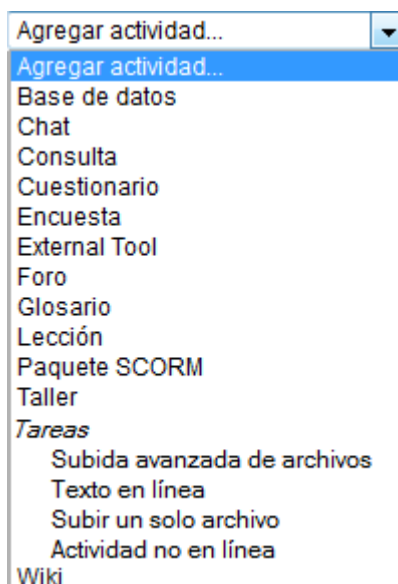 Agregar actividad...
Agregar actividad...
Base de datos
Chat
Consulta
Cuestionario
Encuesta
External Tool
Foro
Glosario
Lección
Paquete SCORM
Taller
Tareas
Subida avanzada de archivos
Texto en línea
Subir un solo archivo
Actividad no en línea
Wiki